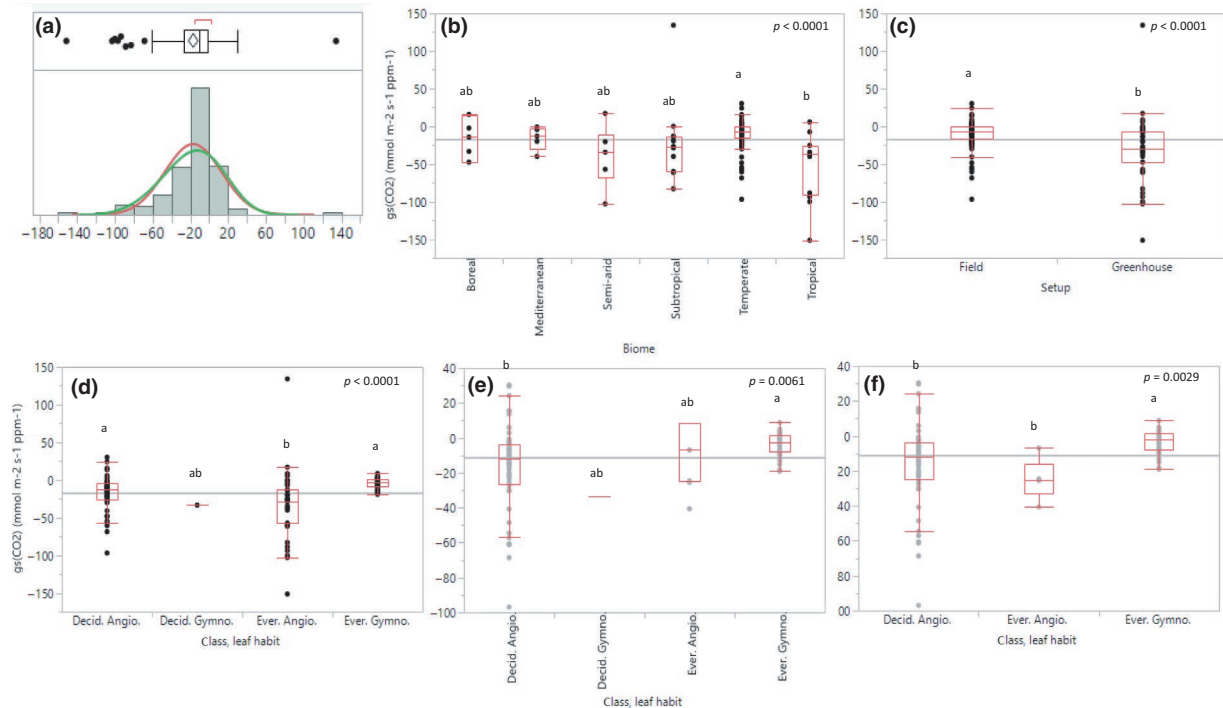 (a)
−180 −140 −100 −60 −20 20 60 100 140
(b)
p < 0.0001
gs(CO2) (mmol m-2 s-1 ppm-1)
150
100
50
0
−50
−100
−150
ab
ab
ab
ab
a
b
Boreal
Mediterranean
Semi-arid
Subtropical
Temperate
Tropical
Biome
(c)
p < 0.0001
150
100
50
0
−50
−100
−150
a
b
Field Greenhouse
Setup
(d)
p < 0.0001
gs(CO2) (mmol m-2 s-1 ppm-1)
150
100
50
0
−50
−100
−150
a
ab
b
a
Decid. Angio. Decid. Gymno. Ever. Angio. Ever. Gymno.
Class, leaf habit
(e)
p = 0.0061
40
20
0
−20
−40
−60
−80
−100
b
ab
ab
a
Decid. Angio.
Decid. Gymno.
Ever. Angio.
Ever. Gymno.
Class, leaf habit
(f)
p = 0.0029
40
20
0
20
40
60
80
00
b
b
a
Decid. Angio. Ever. Angio. Ever. Gymno.
Class, leaf habit